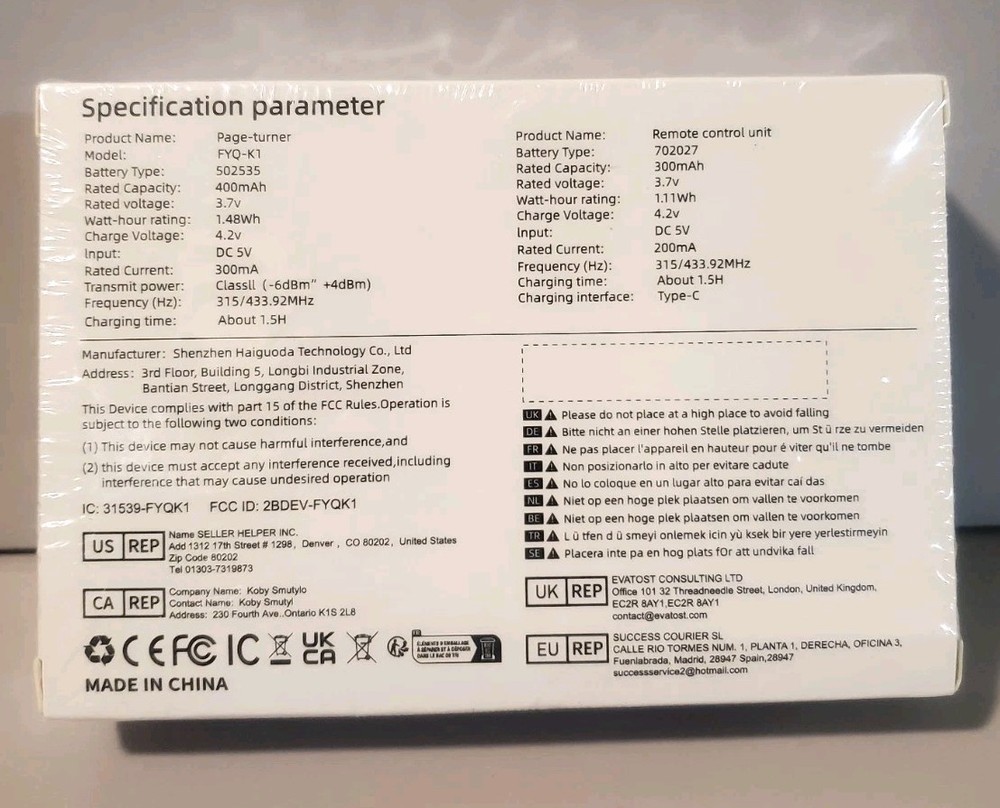 Specification parameter
Product Name: Page-turner
Model: FYQ-K1
Battery Type: 502535
Rated Capacity: 400mAh
Rated voltage: 3.7v
Watt-hour rating: 1.48Wh
Charge Voltage: 4.2v
Input: DC 5V
Rated Current: 300mA
Transmit power: Classll (-6dBm" +4dBm)
Frequency (Hz): 315/433.92MHz
Charging time: About 1.5H
Product Name: Remote control unit
Battery Type: 702027
Rated Capacity: 300mAh
Rated voltage: 3.7v
Watt-hour rating: 1.11Wh
Charge Voltage: 4.2v
Input: DC 5V
Rated Current: 200mA
Frequency (Hz): 315/433.92MHz
Charging time: About 1.5H
Charging interface: Type-C
Manufacturer: Shenzhen Haiguoda Technology Co., Ltd
Address: 3rd Floor, Building 5, Longbi Industrial Zone,
Bantian Street, Longgang District, Shenzhen
This Device complies with part 15 of the FCC Rules.Operation is
subject to the following two conditions:
(1) This device may not cause harmful interference,and
(2) this device must accept any interference received,including
interference that may cause undesired operation
IC: 31539-FYQK1 FCC ID: 2BDEV-FYQK1
US REP
Name SELLER HELPER INC.
Add 1312 17th Street # 1298, Denver , CO 80202, United States
Zip Code 80202
Tel 01303-7319873
CA REP
Company Name: Koby Smutylo
Contact Name: Koby Smutyl
Address: 230 Fourth Ave..Ontario K1S 2L8
CE FCC IC UK CA
FR
ÉLÉMENTS D'EMBALLAGE
À SÉPARER ET À DÉPOSER
DANS LE BAC DE TRI
MADE IN CHINA
UK Please do not place at a high place to avoid falling
DE Bitte nicht an einer hohen Stelle platzieren, um St ü rze zu vermeiden
FR Ne pas placer l'appareil en hauteur pour é viter qu'il ne tombe
IT Non posizionarlo in alto per evitare cadute
ES No lo coloque en un lugar alto para evitar caí das
NL Niet op een hoge plek plaatsen om vallen te voorkomen
BE Niet op een hoge plek plaatsen om vallen te voorkomen
TR L ü tfen d ü smeyi onlemek icin yù ksek bir yere yerlestirmeyin
SE Placera inte pa en hog plats fOr att undvika fall
UK REP
EVATOST CONSULTING LTD
Office 101 32 Threadneedle Street, London, United Kingdom,
EC2R 8AY1,EC2R 8AY1
contact@evatost.com
EU REP
SUCCESS COURIER SL
CALLE RIO TORMES NUM. 1, PLANTA 1, DERECHA, OFICINA 3,
Fuenlabrada, Madrid, 28947 Spain,28947
successservice2@hotmail.com